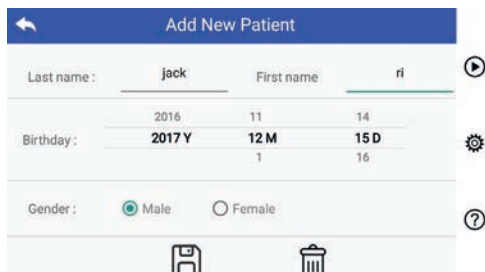 Add New Patient
Last name : jack First name ri
2016 11 14
Birthday : 2017 Y 12 M 15 D
1 16
Gender : Male Female
?